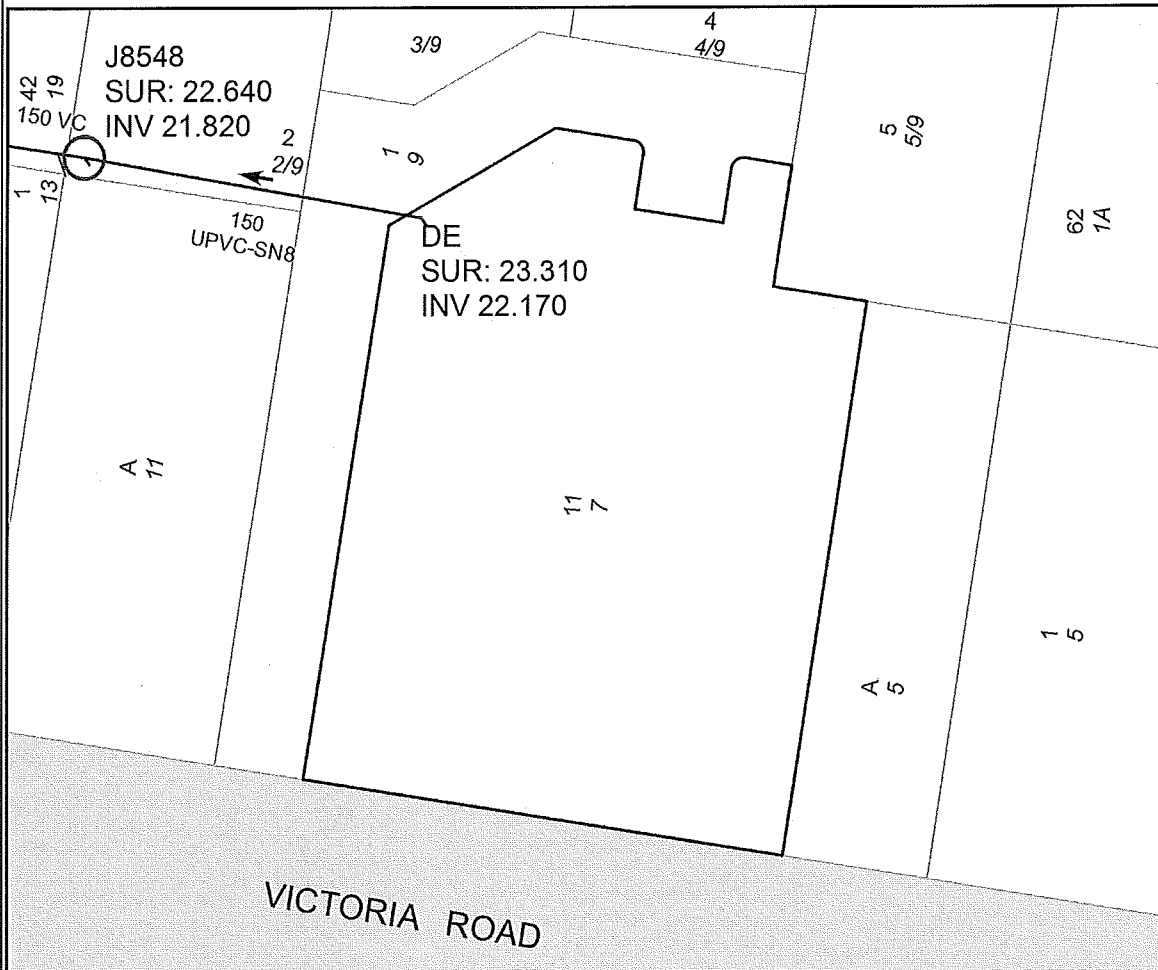 4
4/9
3/9
J8548
SUR: 22.640
INV 21.820
42
19
150 VC
2
2/9
1
9
5
5/9
62
1A
1
13
150
UPVC-SN8
DE
SUR: 23.310
INV 22.170
A
11
11
7
1
5
A
5
VICTORIA ROAD